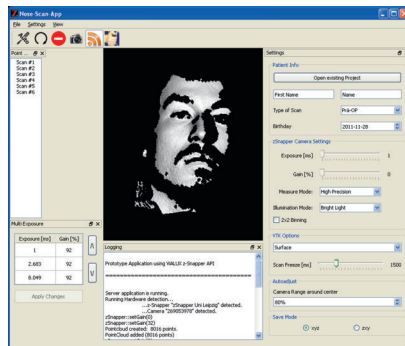 Nose-Scan-App
File Settings View
Point ...
Scan #1
Scan #2
Scan #3
Scan #4
Scan #5
Scan #6
Multi Exposure
Exposure [ms] Gain [%]
1 92
2.683 92
8.049 92
Λ
V
Apply Changes
Logging
Prototype Application using VIALUX z-Snapper API
==================================
Server application is running.
Running Hardware detection...
...z-Snapper "zSnapper Uni Leipzig" detected.
...Camera "269053978" detected.
zSnapper::setGain(0)
zSnapper::setGain(32)
Pointcloud created: 8016 points.
PointCloud added (8016 points)
Settings
Patient Info
Open existing Project
First Name Name
Type of Scan Prä-OP
Birthday 2011-11-28
zSnapper Camera Settings
Exposure [ms] 1
Gain [%] 0
Measure Mode: High Precision
Illumination Mode: Bright Light
2x2 Binning
VTK Options
Surface
Scan Freeze [ms] 1500
Autoadjust
Camera Range around center
80%
Save Mode
xyz zxy